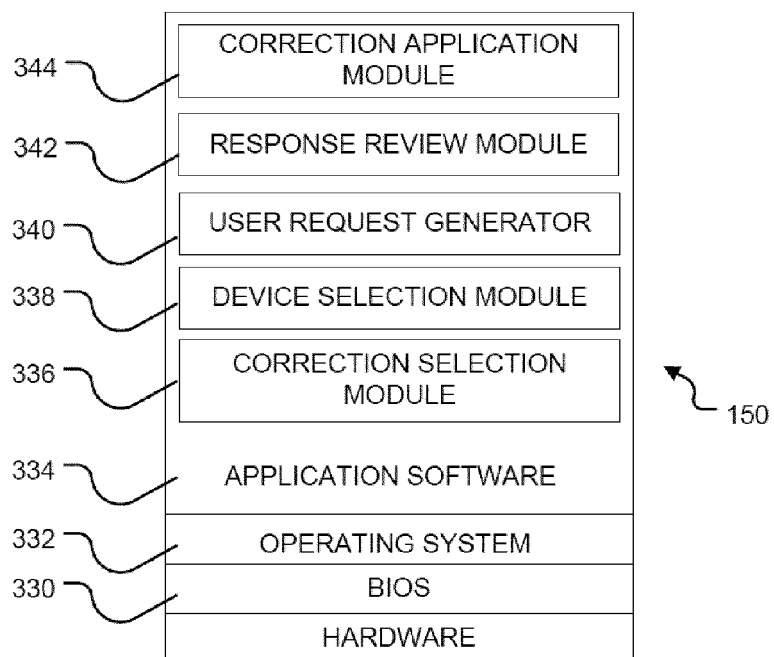 344
CORRECTION APPLICATION
MODULE
342
RESPONSE REVIEW MODULE
340
USER REQUEST GENERATOR
338
DEVICE SELECTION MODULE
336
CORRECTION SELECTION
MODULE
150
334
APPLICATION SOFTWARE
332
OPERATING SYSTEM
330
BIOS
HARDWARE